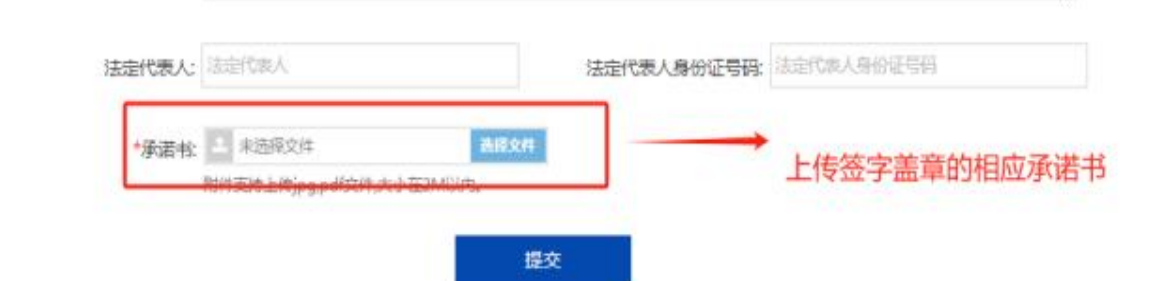 法定代表人: 法定代表人 法定代表人身份证号码: 法定代表人身份证号码
*承诺书: 未选择文件 选择文件
附件支持上传jpg,pdf文件,大小在3M以内。
上传签字盖章的相应承诺书
提交